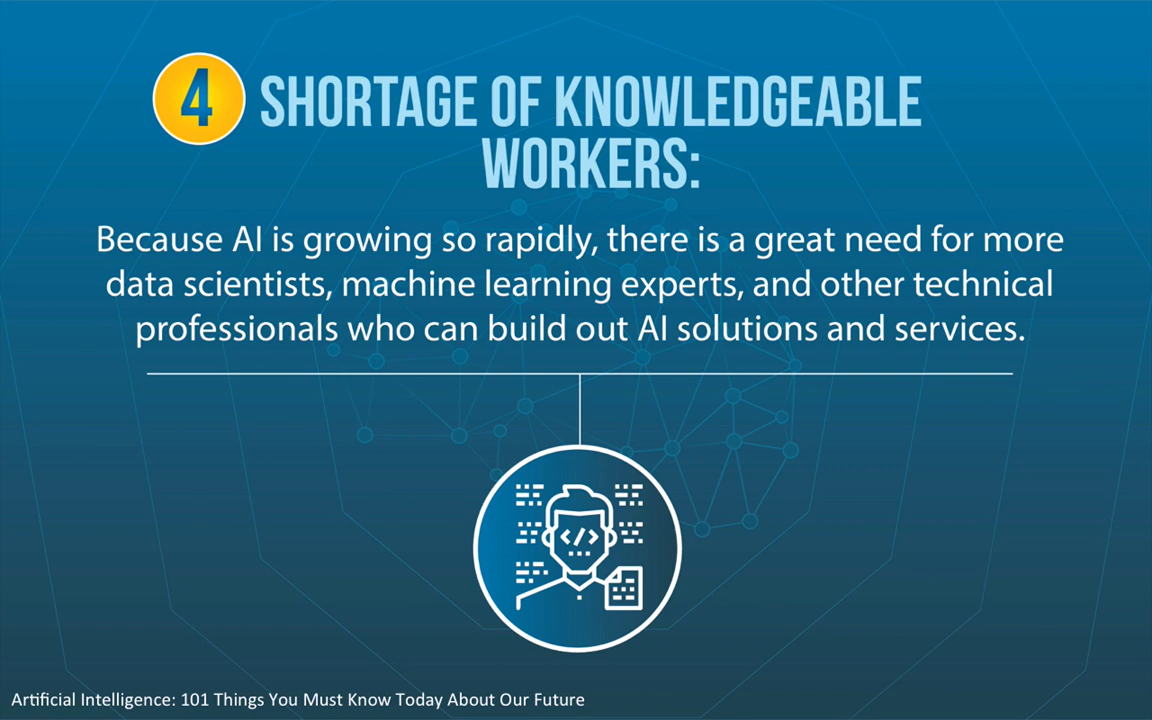 4 SHORTAGE OF KNOWLEDGEABLE
WORKERS:
Because AI is growing so rapidly, there is a great need for more
data scientists, machine learning experts, and other technical
professionals who can build out AI solutions and services.
</>
Artificial Intelligence: 101 Things You Must Know Today About Our Future